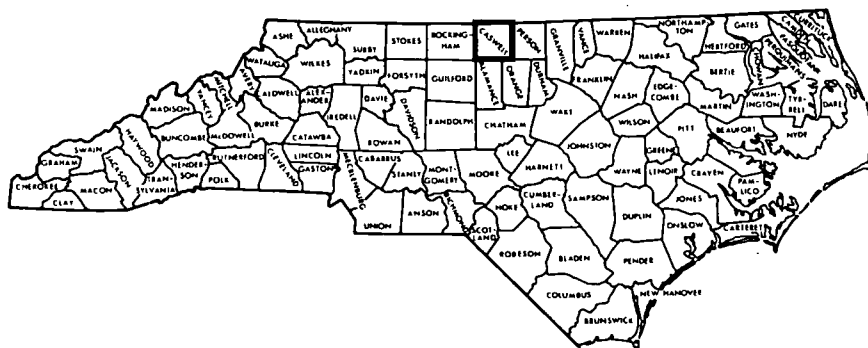 ASHE
ALLEGHANY
SURRY
STOKES
ROCKING-
HAM
CASWELL
PERSON
GRANVILLE
VANCE
WARREN
NORTHAMP-
TON
HALIFAX
HERTFORD
GATES
CAMDEN
CURRITUCK
PASQUOTANK
PERQUIMANS
CHOWAN
BERTIE
WATAUGA
WILKES
YADKIN
FORSYTH
GUILFORD
ALAMANCE
ORANGE
DURHAM
FRANKLIN
NASH
EDGE-
COMBE
MARTIN
WASH-
INGTON
TYR-
RELL
DARE
MADISON
YANCEY
MITCHELL
AVERY
CALDWELL
ALEX-
ANDER
IREDELL
DAVIE
DAVIDSON
RANDOLPH
CHATHAM
WAKE
WILSON
PITT
BEAUFORT
HYDE
BUNCOMBE
McDOWELL
BURKE
CATAWBA
ROWAN
LEE
JOHNSTON
GREENE
GRAHAM
SWAIN
HAYWOOD
JACKSON
HENDER-
SON
RUTHERFORD
CLEVELAND
LINCOLN
GASTON
MECKLENBURG
CABARRUS
STANLY
MONT-
GOMERY
MOORE
HARNETT
WAYNE
LENOIR
CRAVEN
PAM-
LICO
CHEROKEE
CLAY
MACON
TRAN-
SYLVANIA
POLK
UNION
ANSON
RICHMOND
SCOT-
LAND
HOKE
CUMBER-
LAND
SAMPSON
DUPLIN
JONES
ONSLOW
CARTERET
ROBESON
BLADEN
PENDER
COLUMBUS
NEW HANOVER
BRUNSWICK